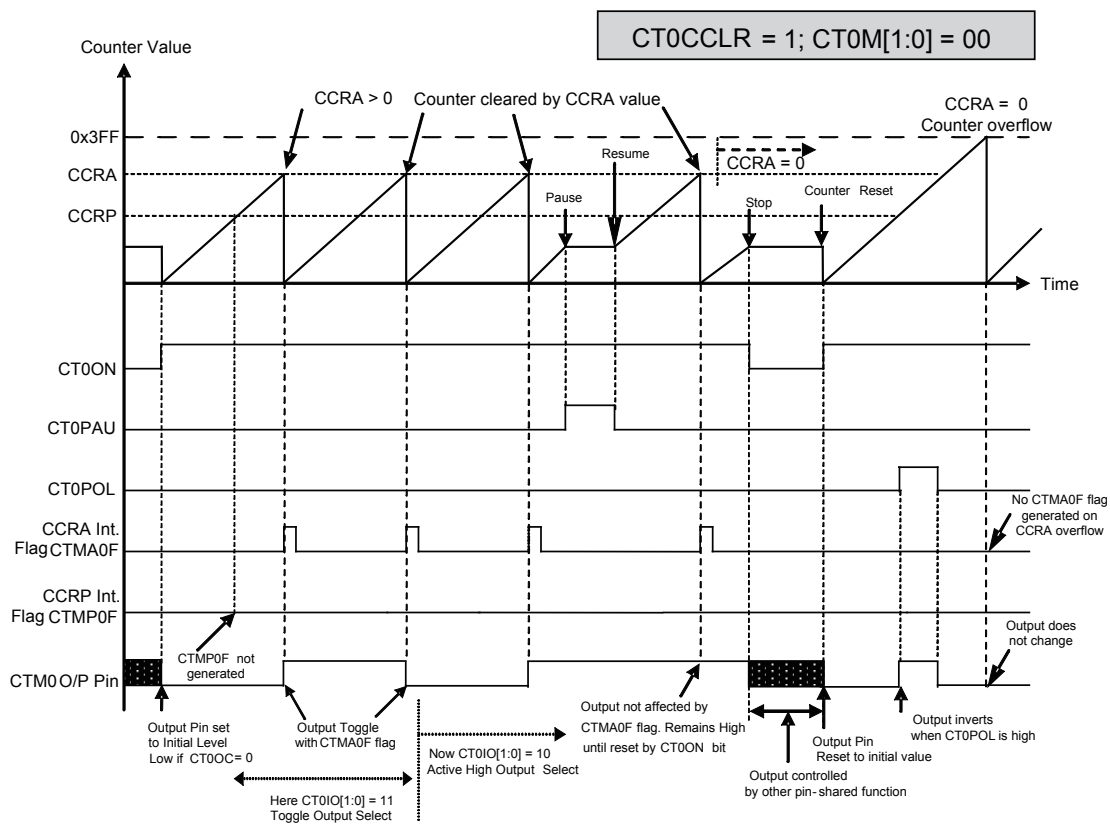 CT0CCLR = 1; CT0M[1:0] = 00
Counter Value
CCRA > 0
Counter cleared by CCRA value
CCRA = 0
Counter overflow
0x3FF
CCRA
CCRP
Resume
CCRA = 0
Pause
Stop
Counter Reset
Time
CT0ON
CT0PAU
CT0POL
CCRA Int.
Flag CTMA0F
No CTMA0F flag
generated on
CCRA overflow
CCRP Int.
Flag CTMP0F
CTMP0F not
generated
Output does
not change
CTM0 O/P Pin
Output Pin set
to Initial Level
Low if CT0OC=0
Output Toggle
with CTMA0F flag
Now CT0IO[1:0] = 10
Active High Output Select
Output not affected by
CTMA0F flag. Remains High
until reset by CT0ON bit
Output Pin
Reset to initial value
Output inverts
when CT0POL is high
Output controlled
by other pin-shared function
Here CT0IO[1:0] = 11
Toggle Output Select